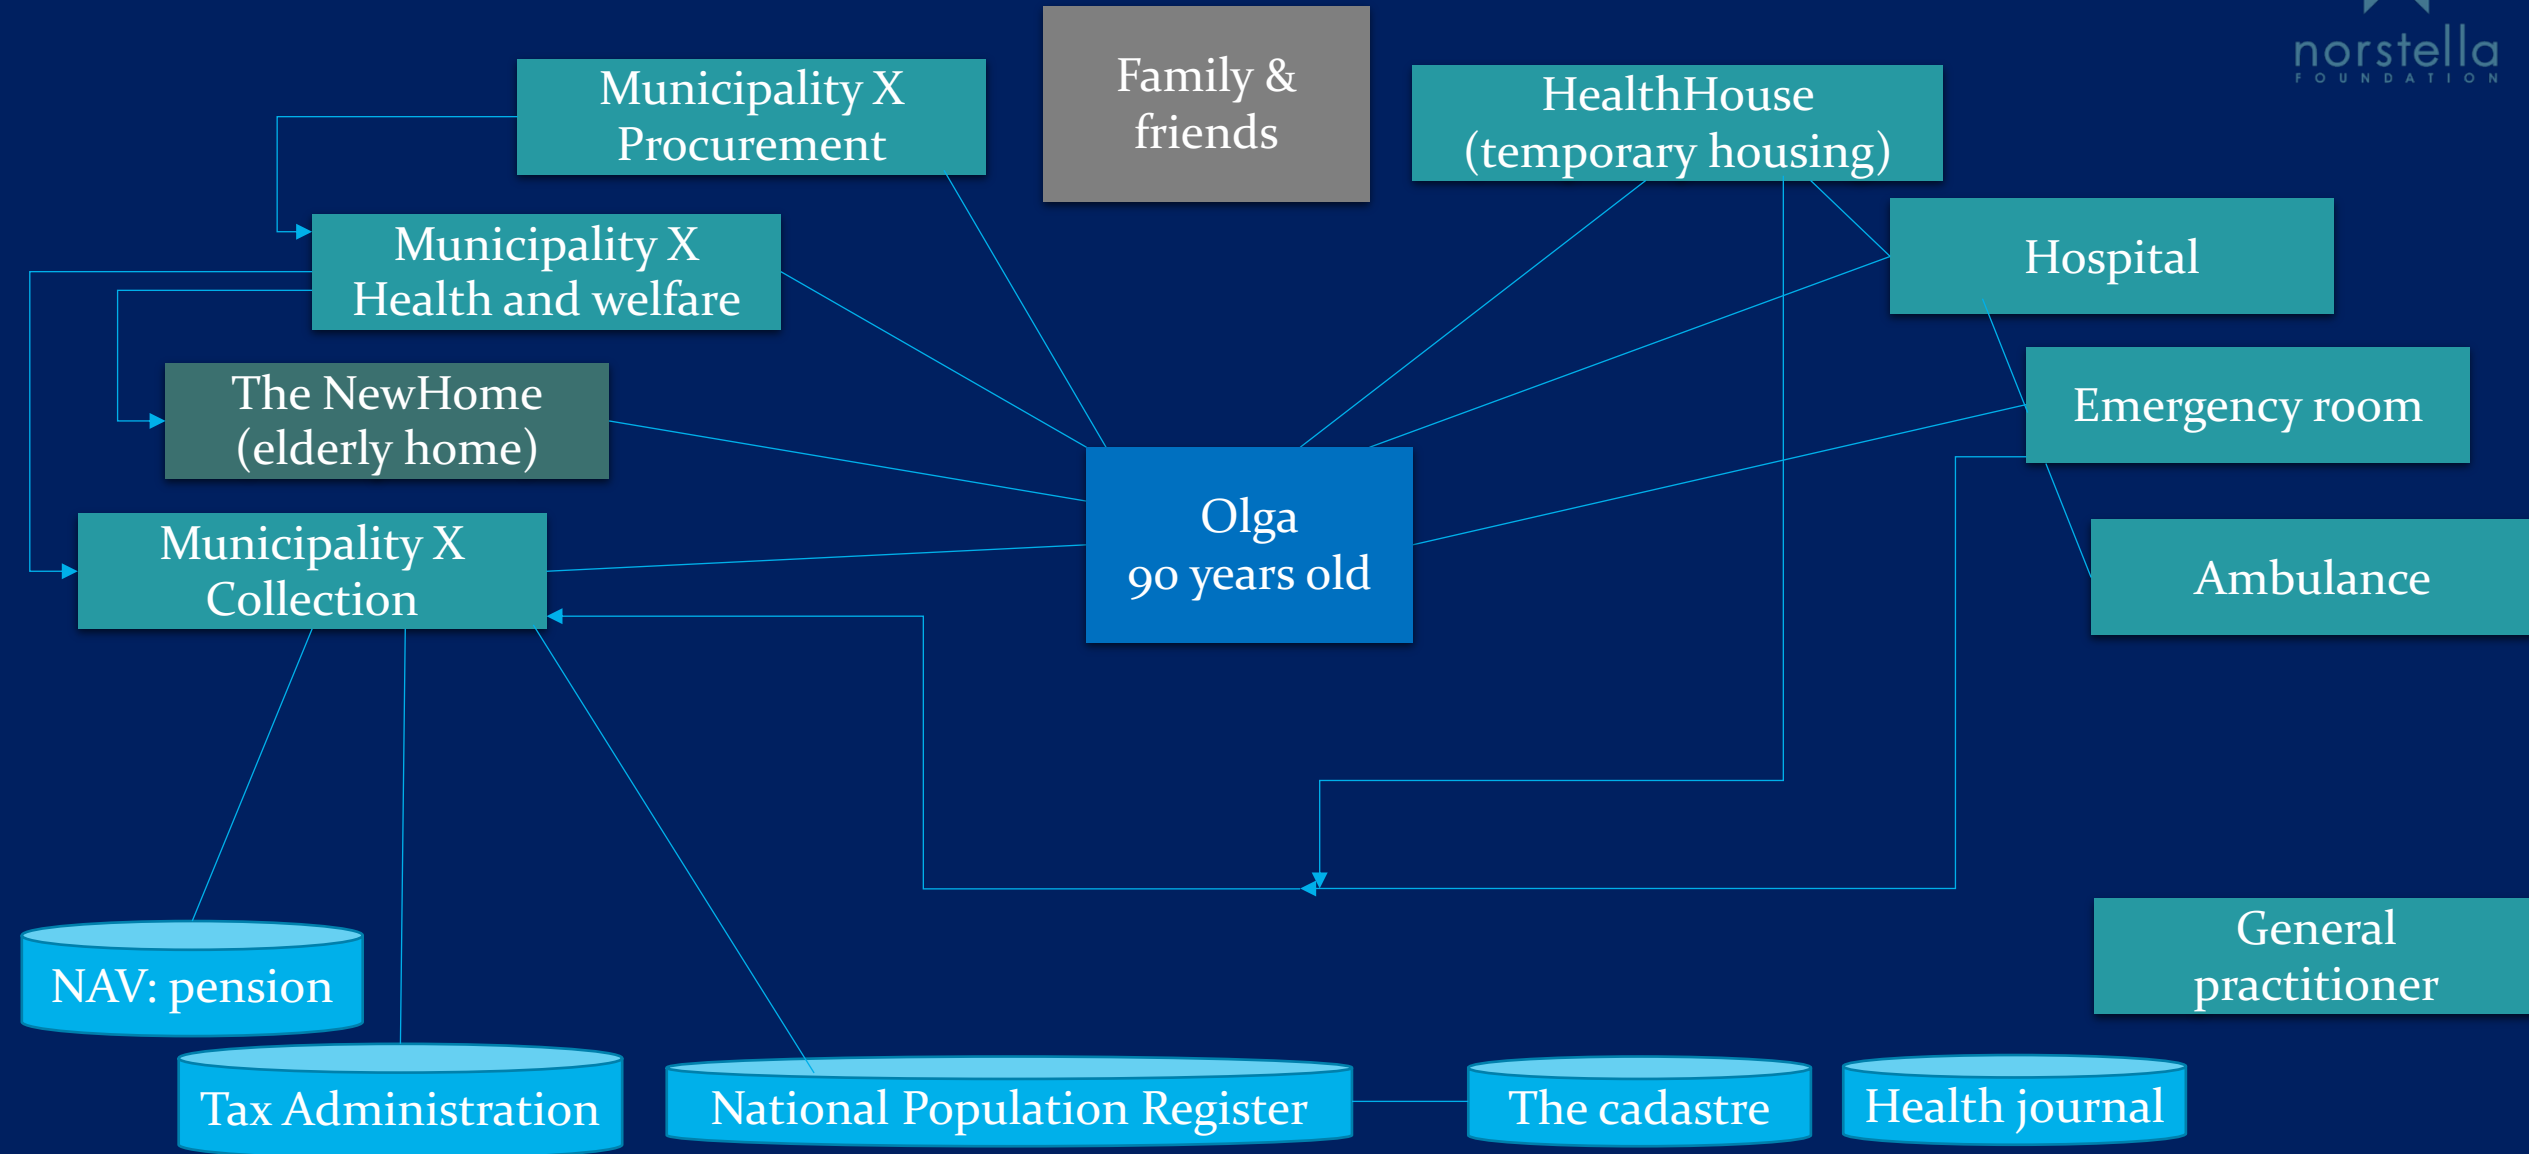 norstella
FOUNDATION
Family &
friends
Municipality X
Procurement
HealthHouse
(temporary housing)
Municipality X
Health and welfare
Hospital
The NewHome
(elderly home)
Emergency room
Olga
90 years old
Municipality X
Collection
Ambulance
General
practitioner
NAV: pension
Tax Administration
National Population Register
The cadastre
Health journal